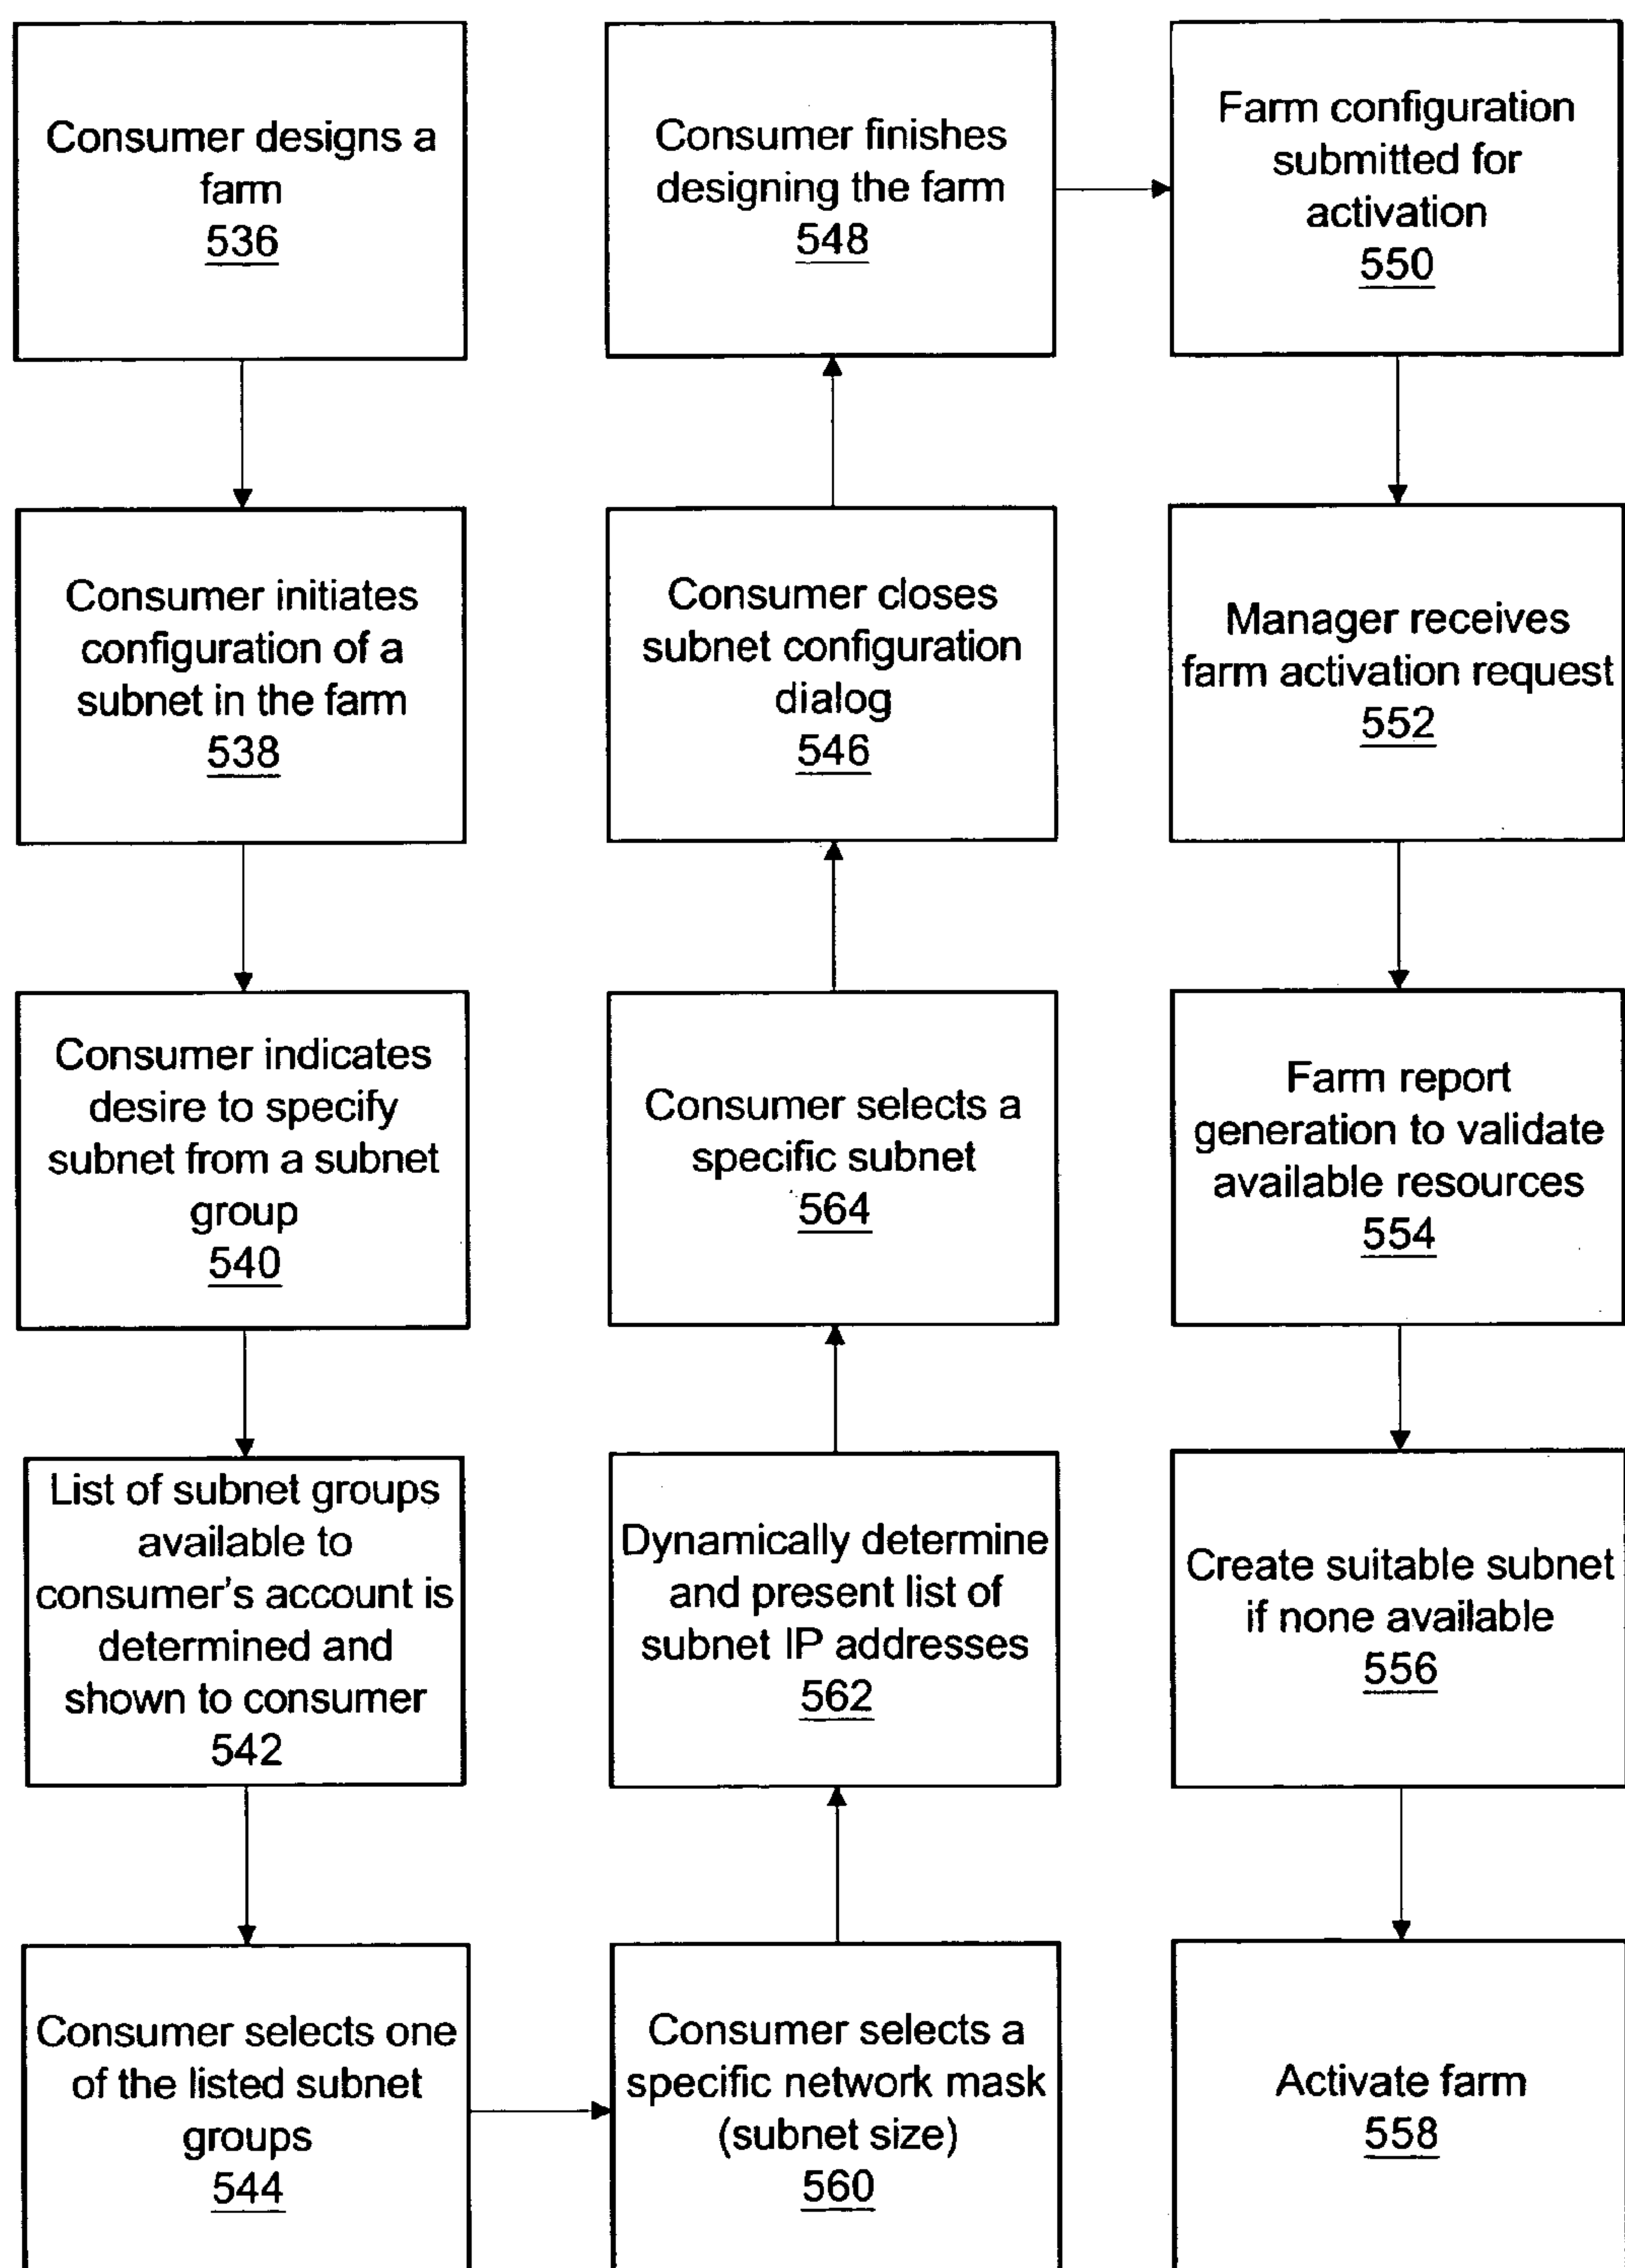 Consumer designs a
farm
536
Consumer initiates
configuration of a
subnet in the farm
538
Consumer indicates
desire to specify
subnet from a subnet
group
540
List of subnet groups
available to
consumer's account is
determined and
shown to consumer
542
Consumer selects one
of the listed subnet
groups
544
Consumer selects a
specific network mask
(subnet size)
560
Dynamically determine
and present list of
subnet IP addresses
562
Consumer selects a
specific subnet
564
Consumer closes
subnet configuration
dialog
546
Consumer finishes
designing the farm
548
Farm configuration
submitted for
activation
550
Manager receives
farm activation request
552
Farm report
generation to validate
available resources
554
Create suitable subnet
if none available
556
Activate farm
558